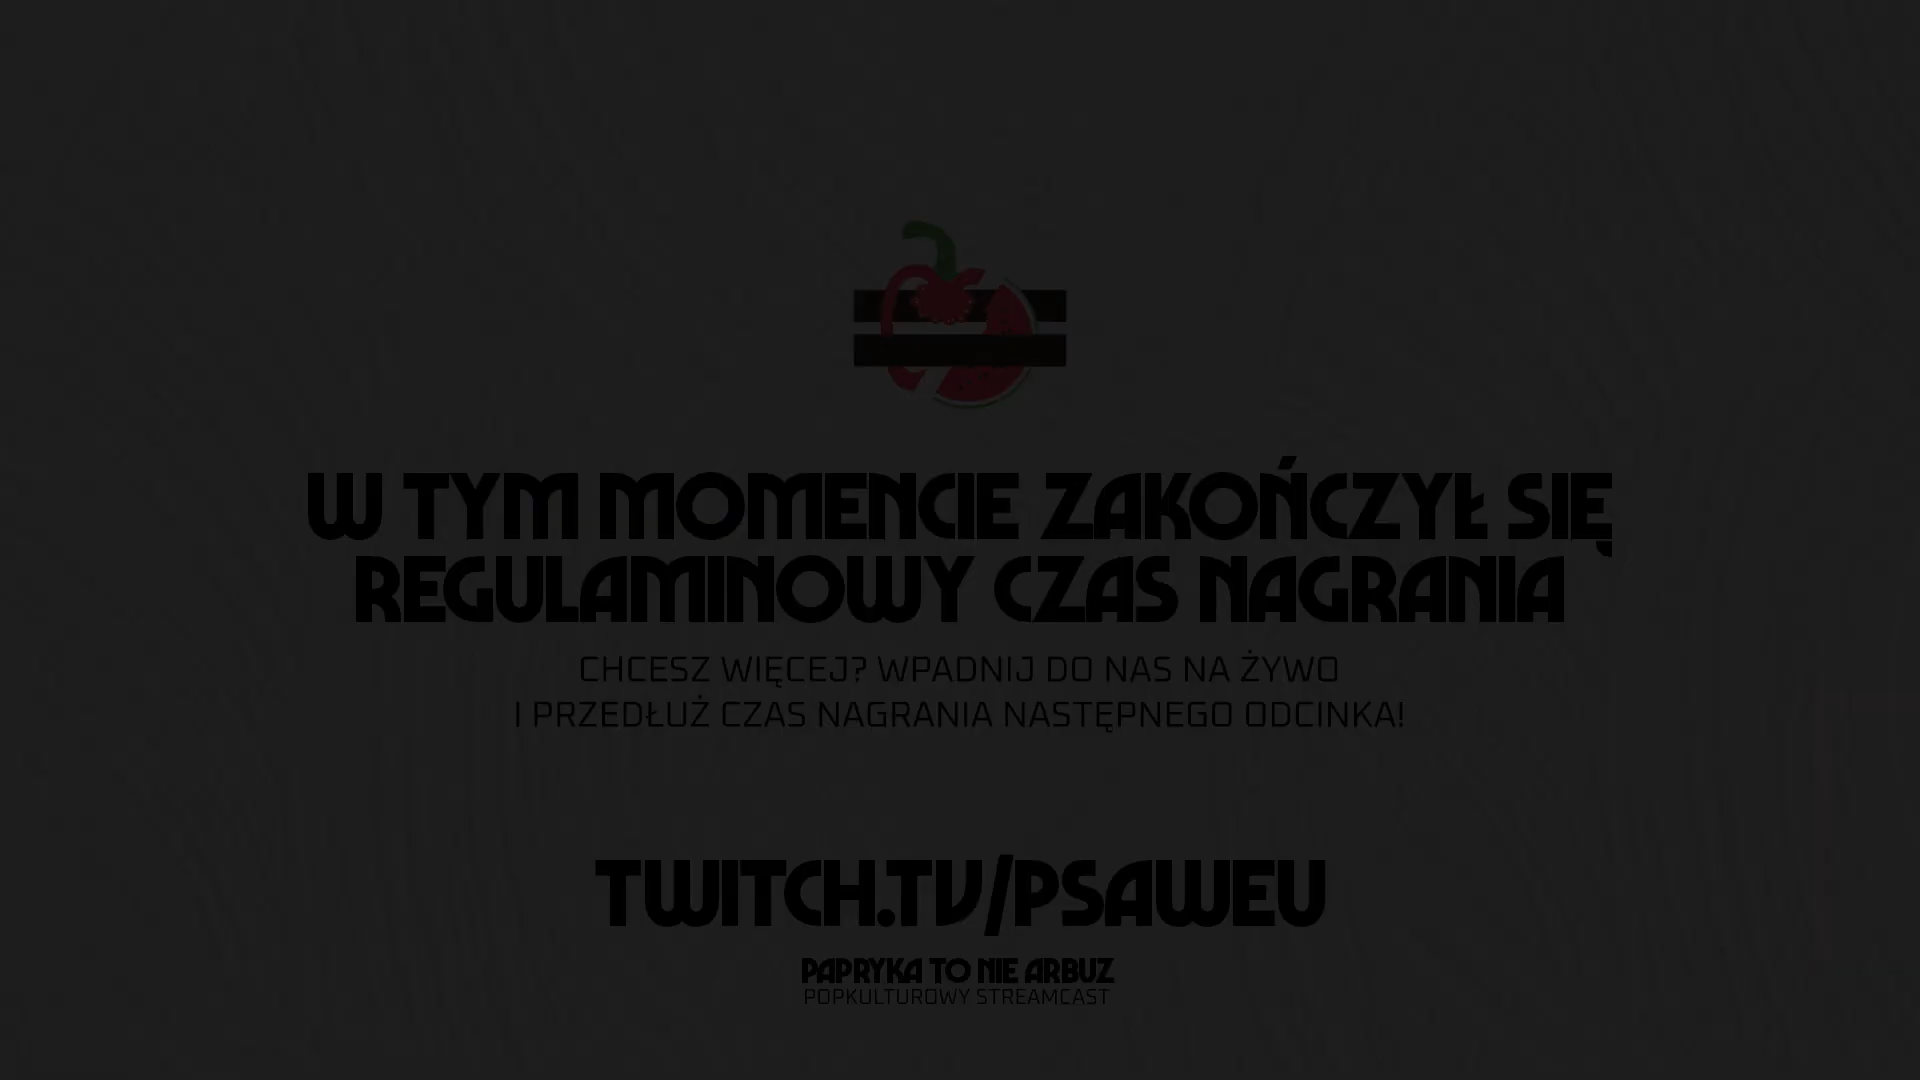 W TYM MOMENCIE ZAKOŃCZYŁ SIĘ
REGULAMINOWY CZAS NAGRANIA
CHCESZ WIĘCEJ? WPADNIJ DO NAS NA ŻYWO
I PRZEDŁUŻ CZAS NAGRANIA NASTĘPNEGO ODCINKA!
TWITCH.TV/PSAWEU
PAPRYKA TO NIE ARBUZ
POPKULTUROWY STREAMCAST